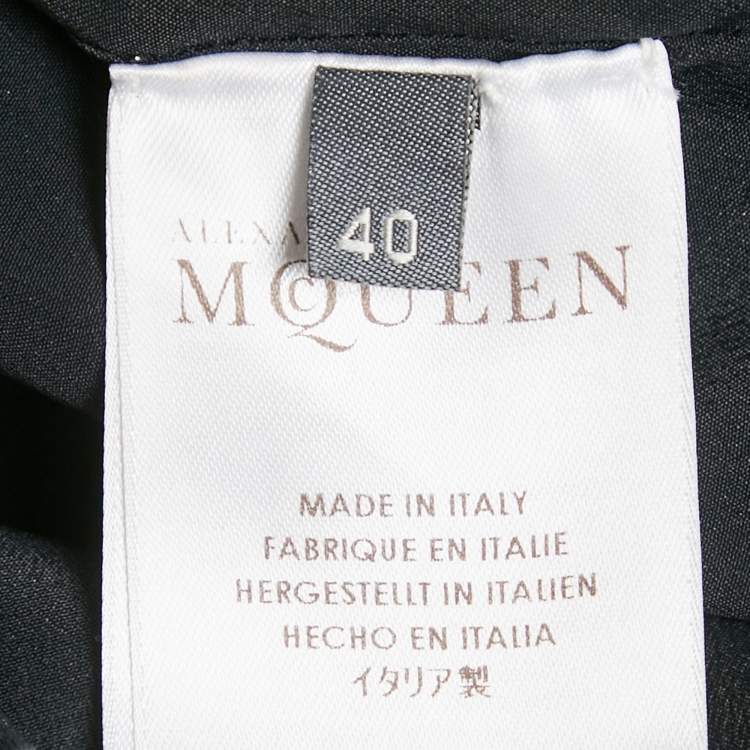 40
ALEXA
McQUEEN
MADE IN ITALY
FABRIQUE EN ITALIE
HERGESTELLT IN ITALIEN
HECHO EN ITALIA
イタリア製